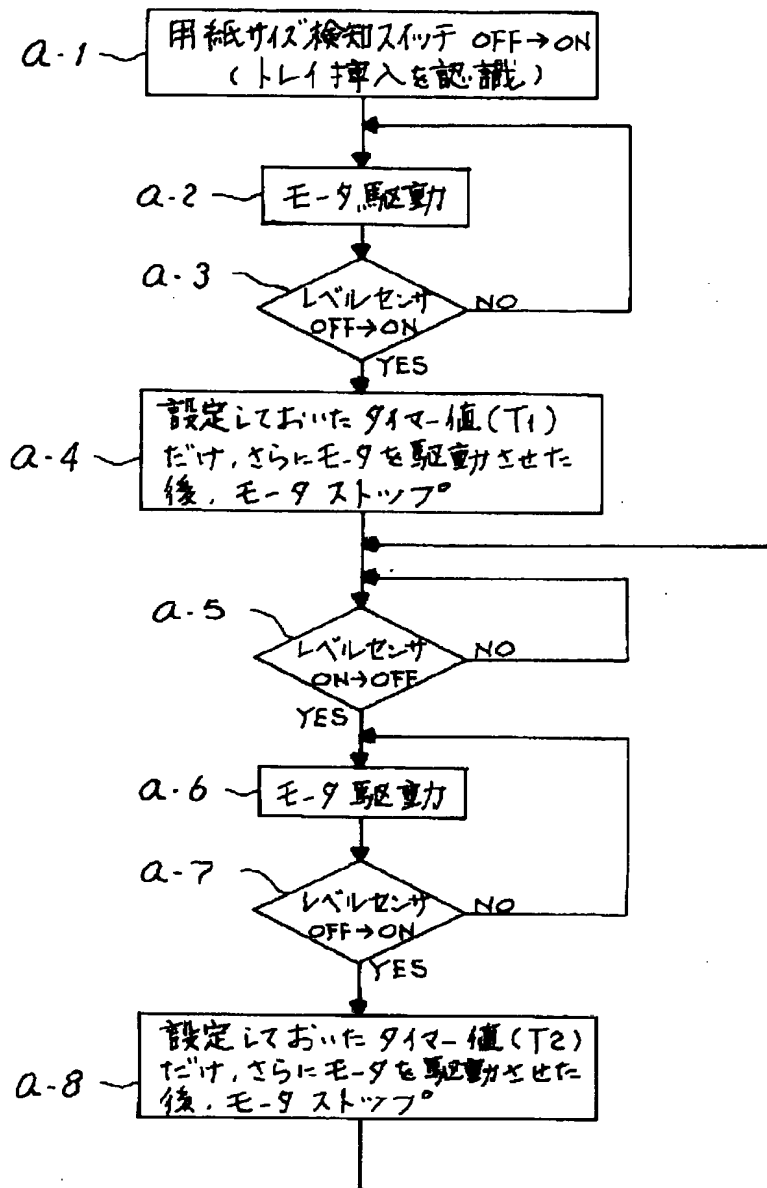 a-1
用紙サイズ検知スイッチ OFF→ON
(トレイ挿入を認識)
a-2
モータ駆動
a-3
レベルセンサ
OFF→ON
NO
YES
a-4
設定しておいたタイマー値(T1)
だけ,さらにモータを駆動させた
後,モータストップ
a-5
レベルセンサ
ON→OFF
NO
YES
a-6
モータ駆動
a-7
レベルセンサ
OFF→ON
NO
YES
a-8
設定しておいたタイマー値(T2)
だけ,さらにモータを駆動させた
後,モータストップ